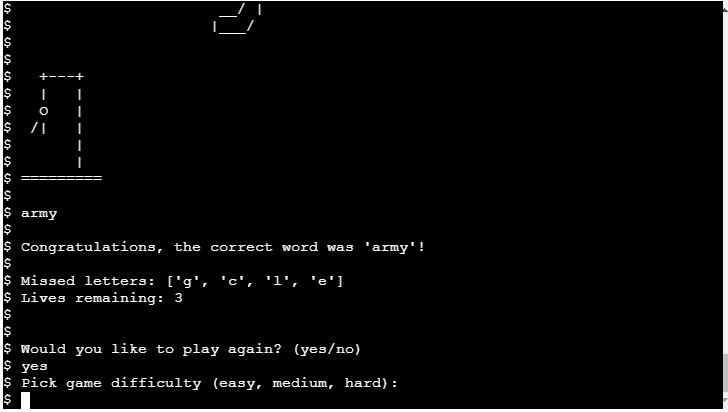 $                       __/ |
$                      |___/
$
$
$   +---+
$   |   |
$   O   |
$  /|   |
$       |
$       |
$ =========
$
$ army
$
$ Congratulations, the correct word was 'army'!
$
$ Missed letters: ['g', 'c', 'l', 'e']
$ Lives remaining: 3
$
$
$ Would you like to play again? (yes/no)
$ yes
$ Pick game difficulty (easy, medium, hard):
$